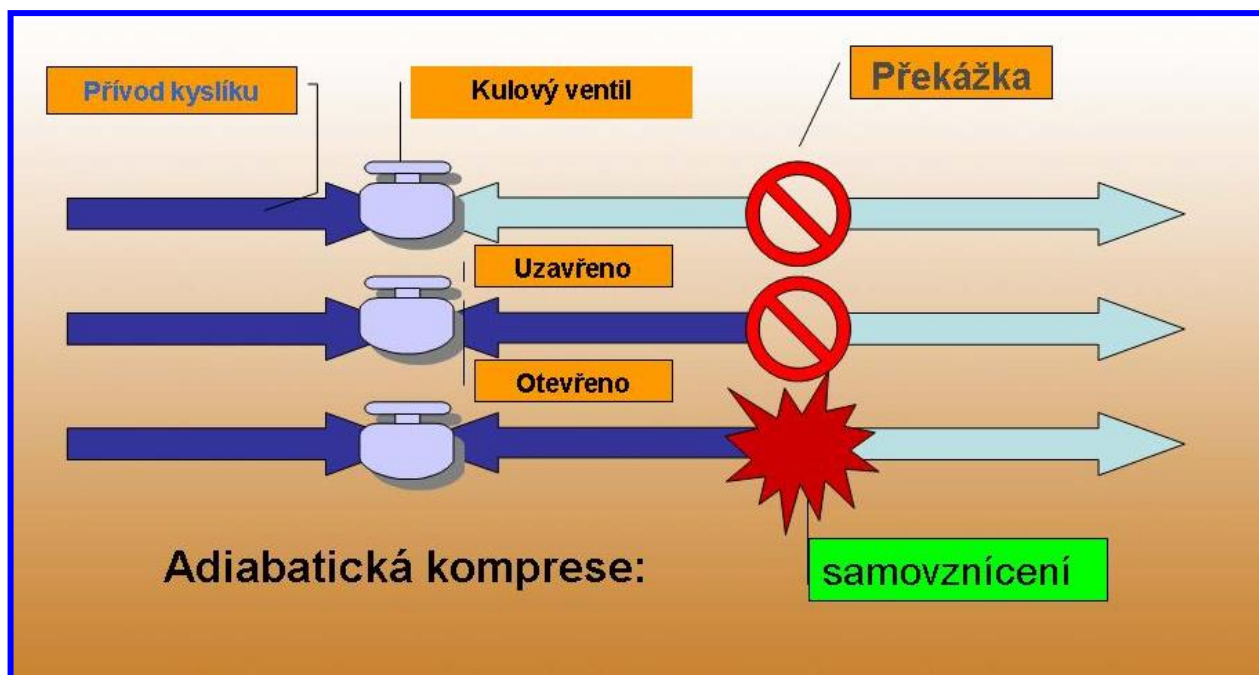 Přívod kyslíku
Kulový ventil
Překážka
Uzavřeno
Otevřeno
Adiabatická komprese:
samovznícení